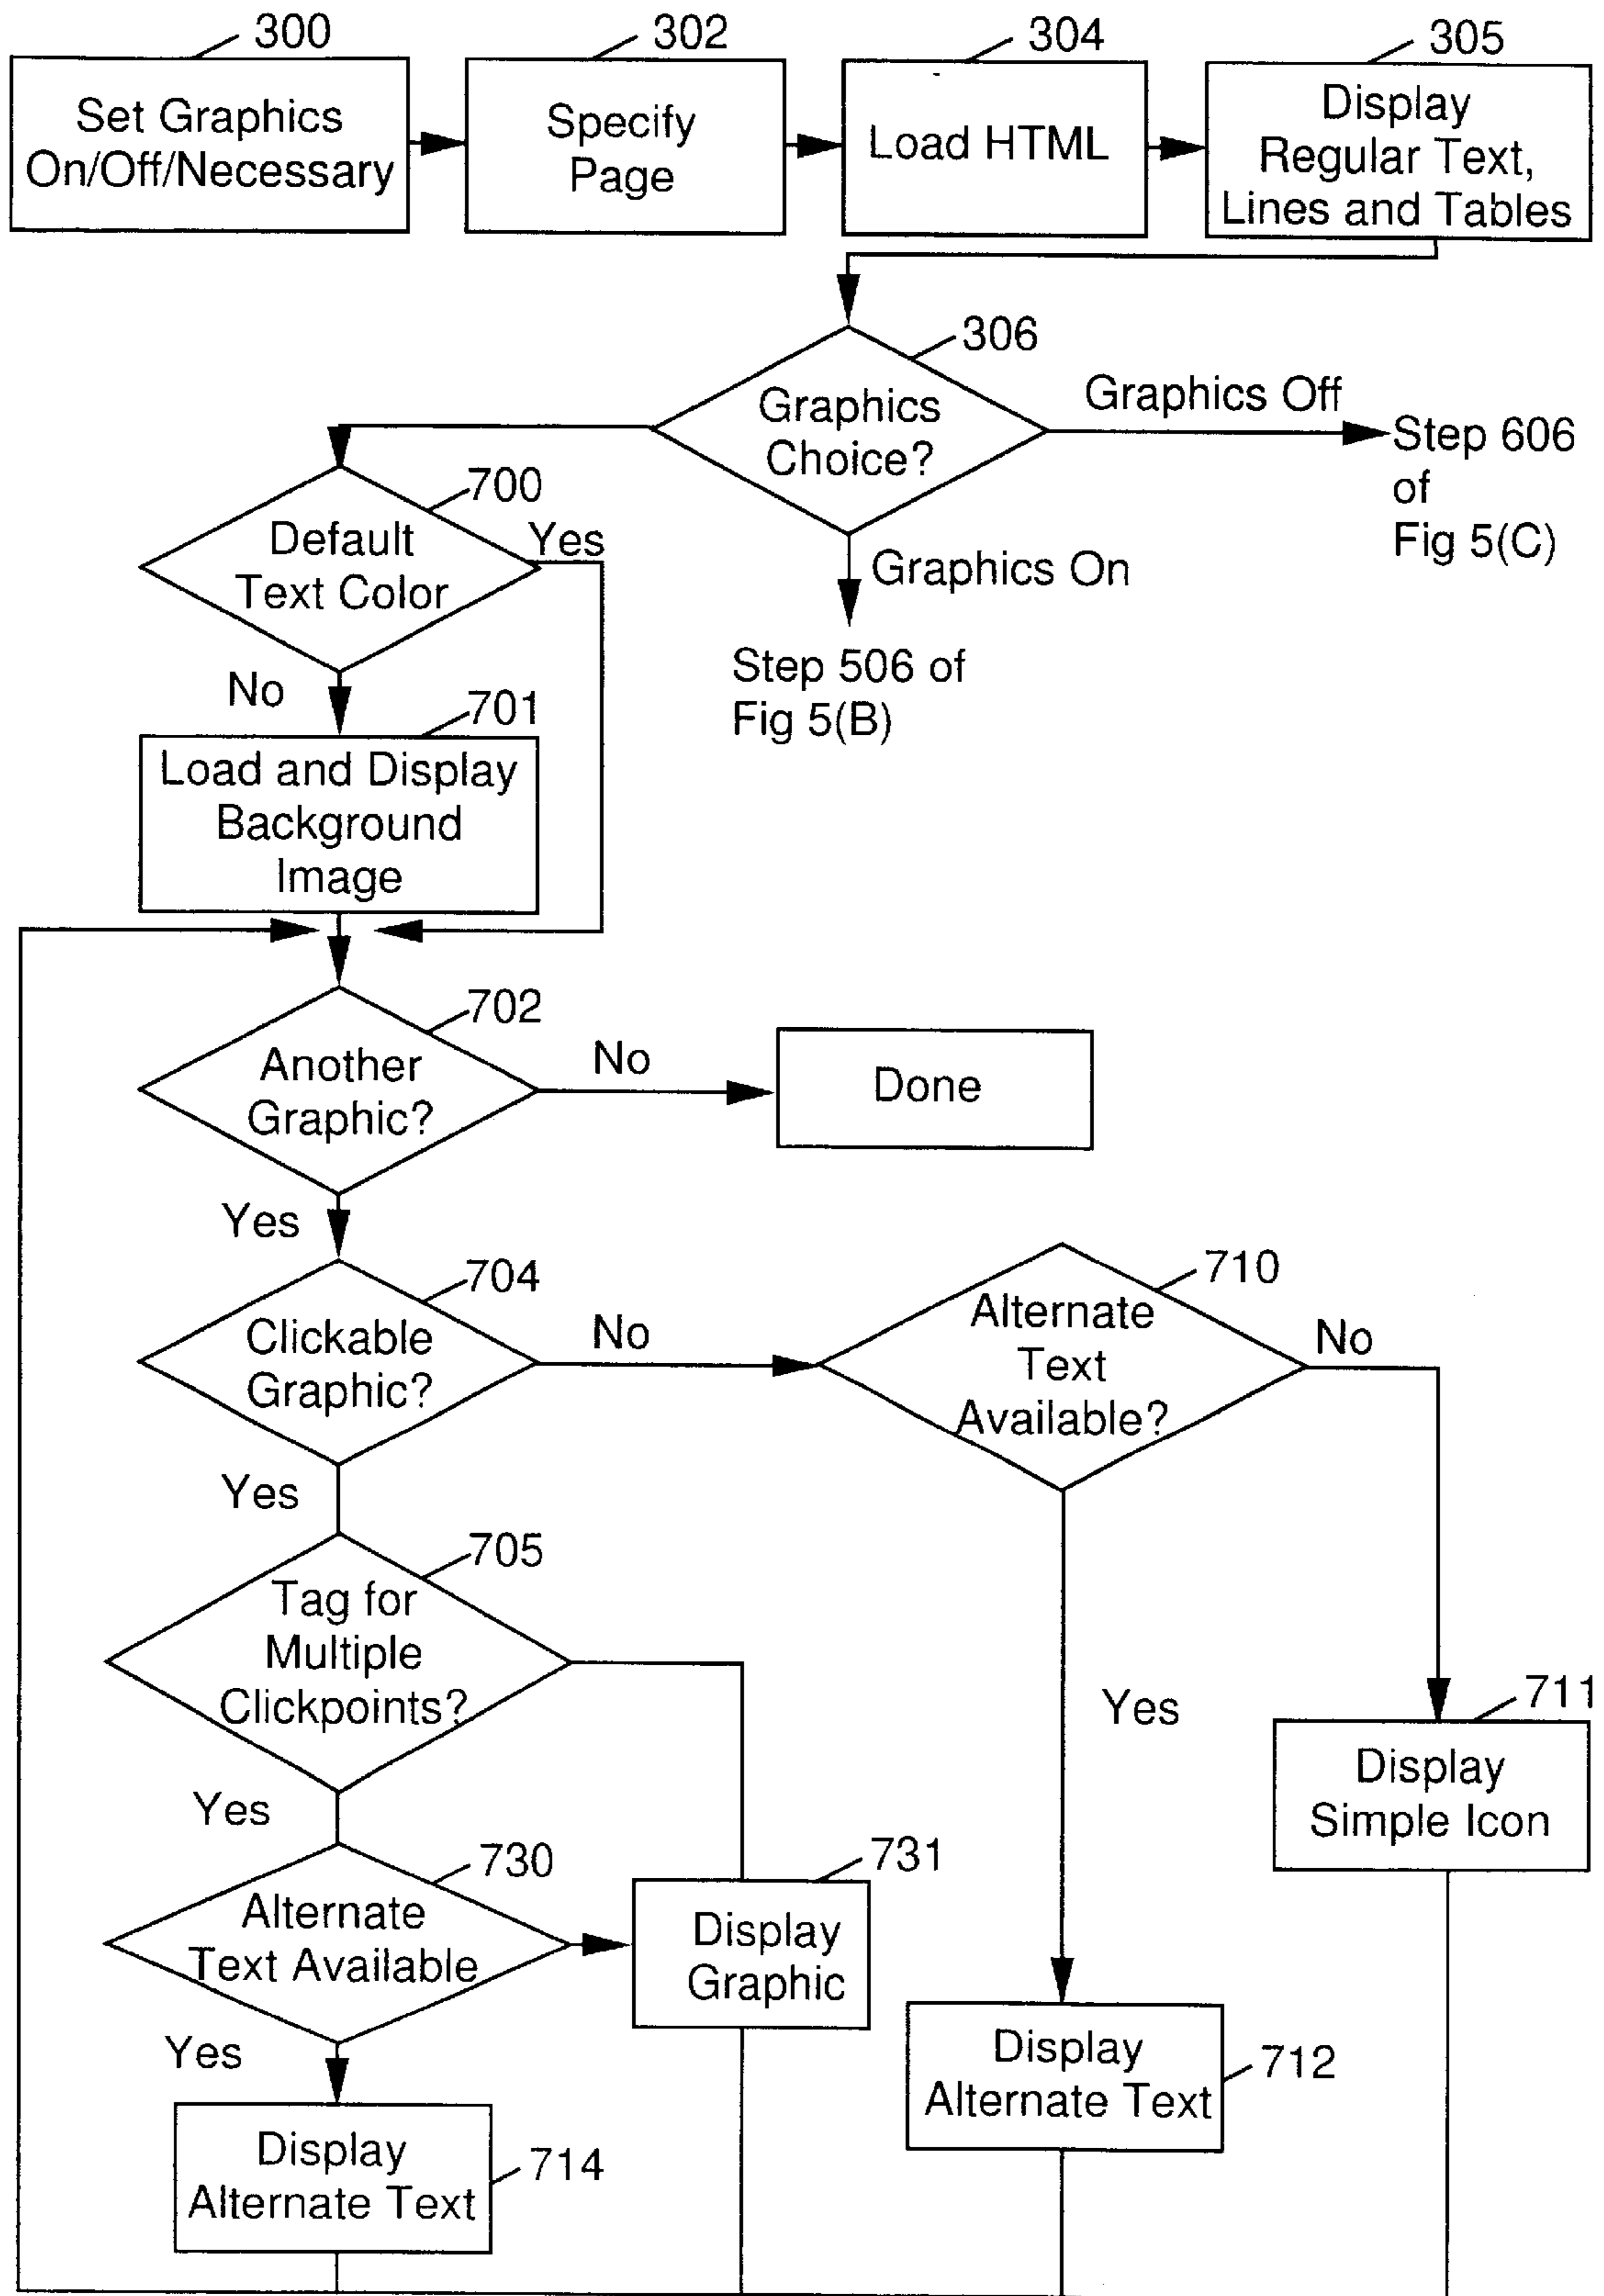 300
Set Graphics
On/Off/Necessary
302
Specify
Page
304
Load HTML
305
Display
Regular Text,
Lines and Tables
306
Graphics
Choice?
Graphics Off
Step 606
of
Fig 5(C)
Graphics On
Step 506 of
Fig 5(B)
700
Default
Text Color
Yes
No
701
Load and Display
Background
Image
702
Another
Graphic?
No
Done
Yes
704
Clickable
Graphic?
No
710
Alternate
Text
Available?
No
Yes
705
Tag for
Multiple
Clickpoints?
Yes
Yes
711
Display
Simple Icon
730
Alternate
Text Available
731
Display
Graphic
Yes
712
Display
Alternate Text
714
Display
Alternate Text